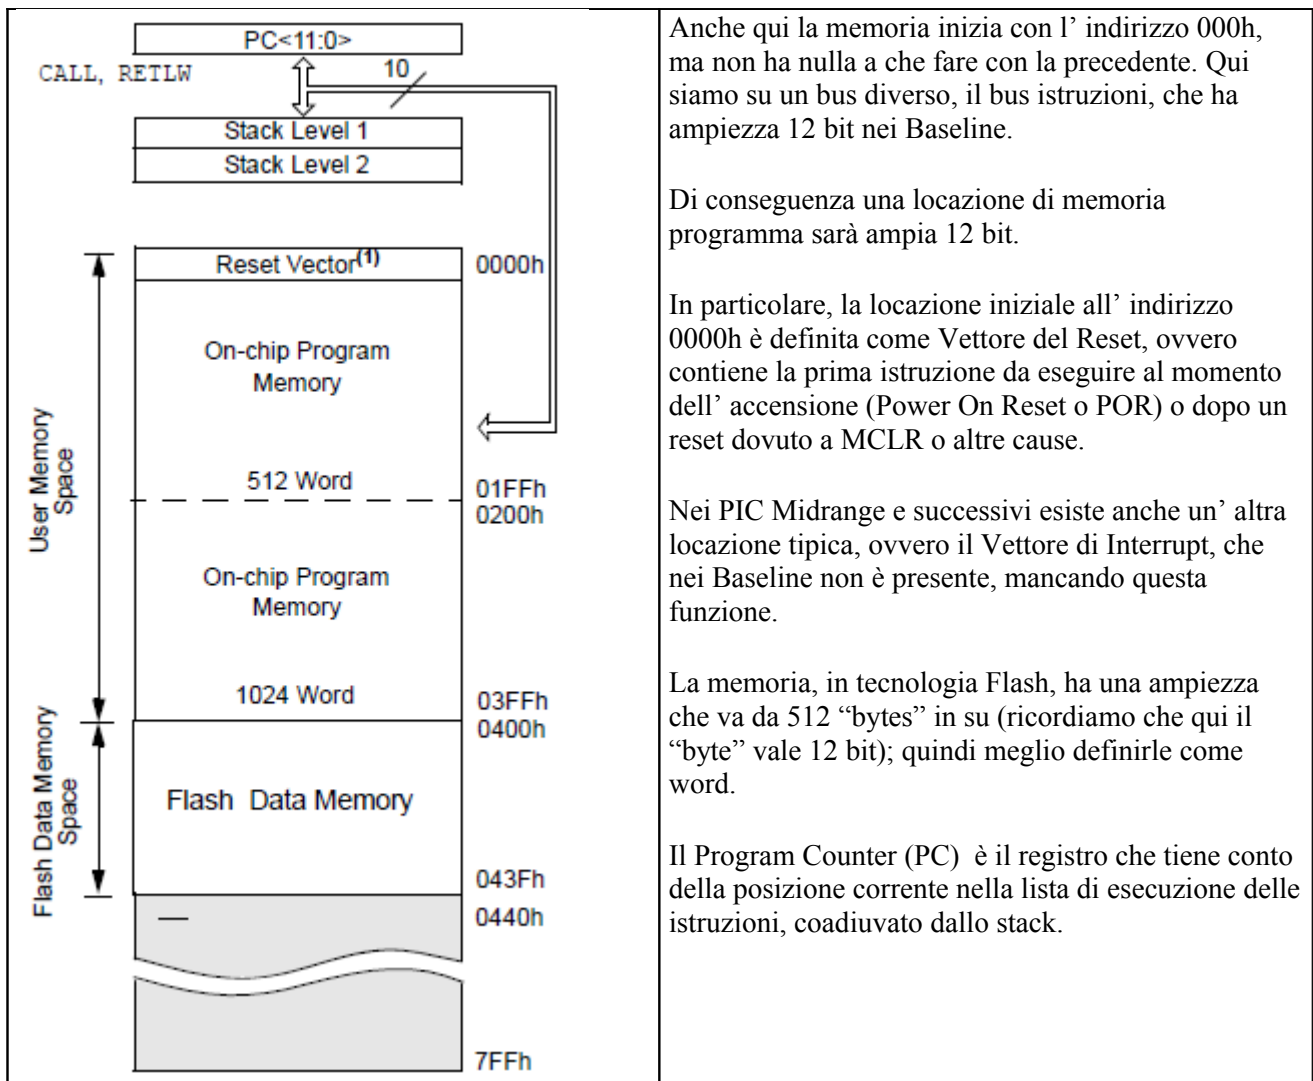 PC<11:0>
CALL, RETLW
10
Stack Level 1
Stack Level 2
Reset Vector(1)
0000h
On-chip Program
Memory
512 Word
01FFh
0200h
On-chip Program
Memory
1024 Word
03FFh
0400h
User Memory
Space
Flash Data Memory
043Fh
0440h
Flash Data Memory
Space
7FFh
Anche qui la memoria inizia con l’ indirizzo 000h,
ma non ha nulla a che fare con la precedente. Qui
siamo su un bus diverso, il bus istruzioni, che ha
ampiezza 12 bit nei Baseline.
Di conseguenza una locazione di memoria
programma sarà ampia 12 bit.
In particolare, la locazione iniziale all’ indirizzo
0000h è definita come Vettore del Reset, ovvero
contiene la prima istruzione da eseguire al momento
dell’ accensione (Power On Reset o POR) o dopo un
reset dovuto a MCLR o altre cause.
Nei PIC Midrange e successivi esiste anche un’ altra
locazione tipica, ovvero il Vettore di Interrupt, che
nei Baseline non è presente, mancando questa
funzione.
La memoria, in tecnologia Flash, ha una ampiezza
che va da 512 “bytes” in su (ricordiamo che qui il
“byte” vale 12 bit); quindi meglio definirle come
word.
Il Program Counter (PC) è il registro che tiene conto
della posizione corrente nella lista di esecuzione delle
istruzioni, coadiuvato dallo stack.